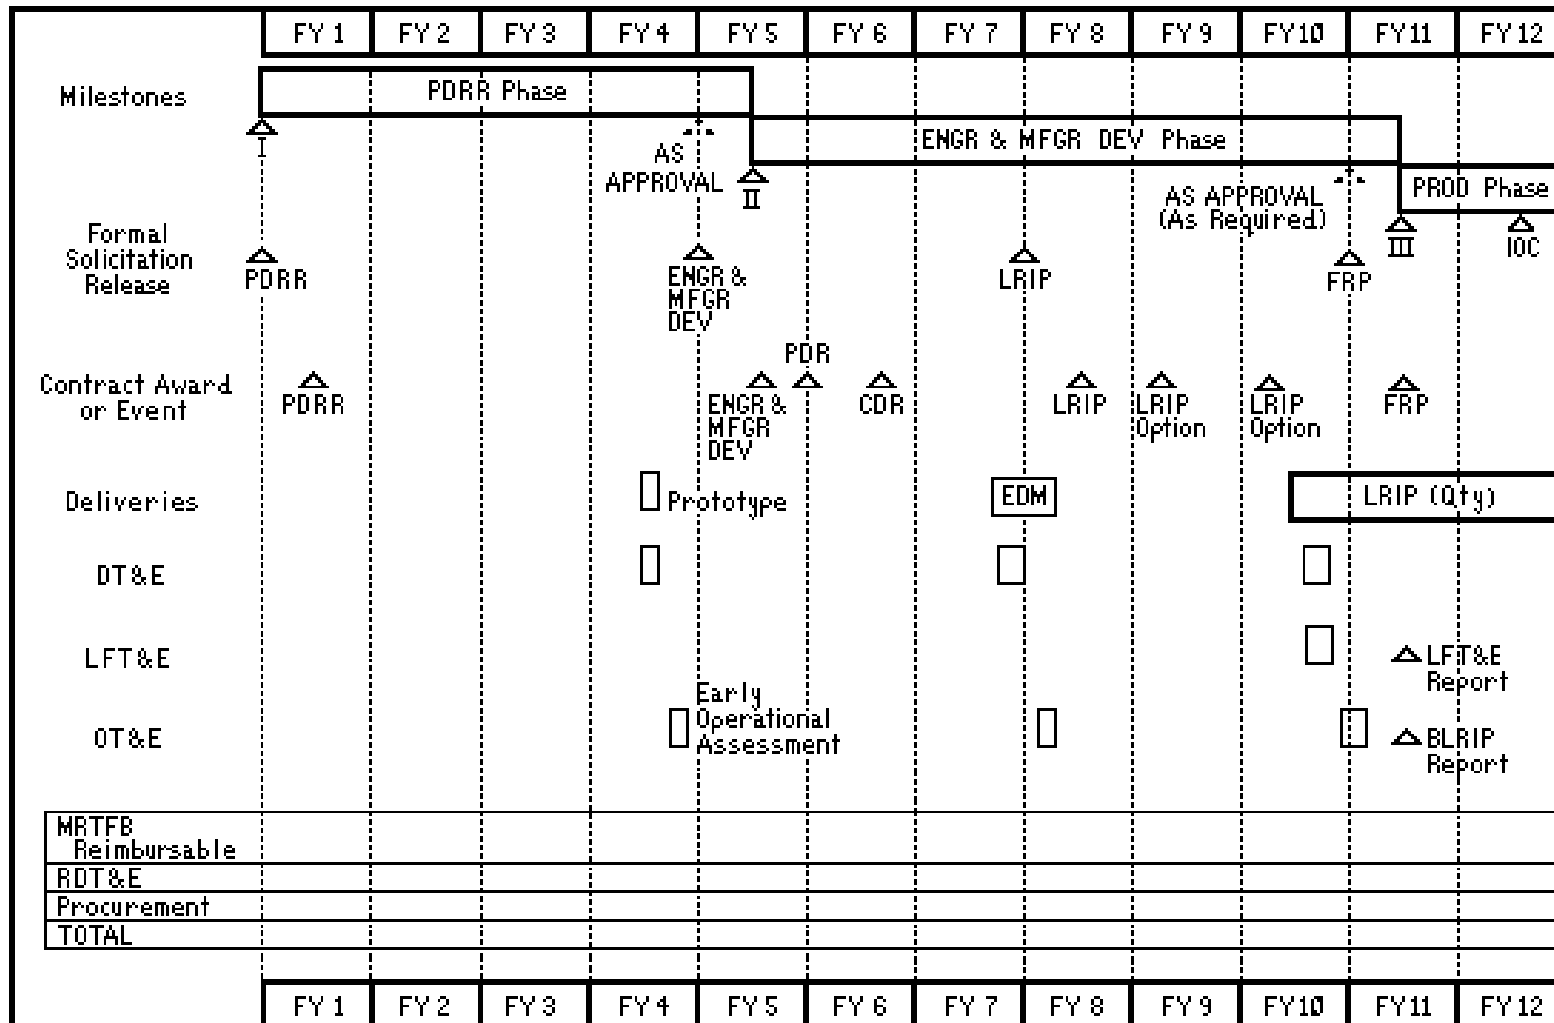 FY 1 FY 2 FY 3 FY 4 FY 5 FY 6 FY 7 FY 8 FY 9 FY10 FY11 FY 12
Milestones
PDRR Phase
ENGR & MFGR DEV Phase
PROD Phase
I
AS
APPROVAL
II
AS APPROVAL
(As Required)
III
IOC
Formal
Solicitation
Release
PDRR
ENGR &
MFGR
DEV
LRIP
FRP
Contract Award
or Event
PDRR
ENGR &
MFGR
DEV
PDR
CDR
LRIP
LRIP
Option
LRIP
Option
FRP
Deliveries
Prototype
EDM
LRIP (Qty)
DT&E
LFT&E
LFT&E
Report
OT&E
Early
Operational
Assessment
BLRIP
Report
MRTFB
Reimbursable
RDT&E
Procurement
TOTAL
FY 1 FY 2 FY 3 FY 4 FY 5 FY 6 FY 7 FY 8 FY 9 FY10 FY11 FY 12